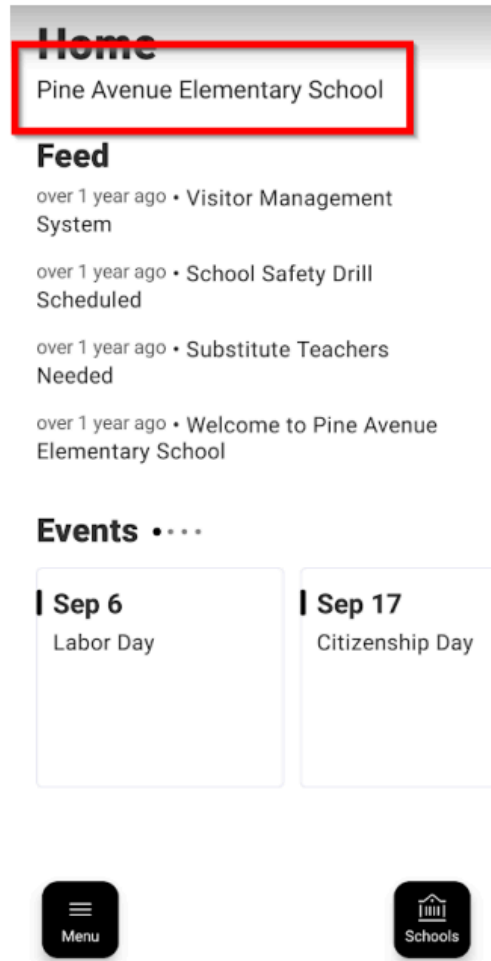 Home
Pine Avenue Elementary School
Feed
over 1 year ago • Visitor Management
System
over 1 year ago • School Safety Drill
Scheduled
over 1 year ago • Substitute Teachers
Needed
over 1 year ago • Welcome to Pine Avenue
Elementary School
Events
Sep 6
Labor Day
Sep 17
Citizenship Day
Menu
Schools